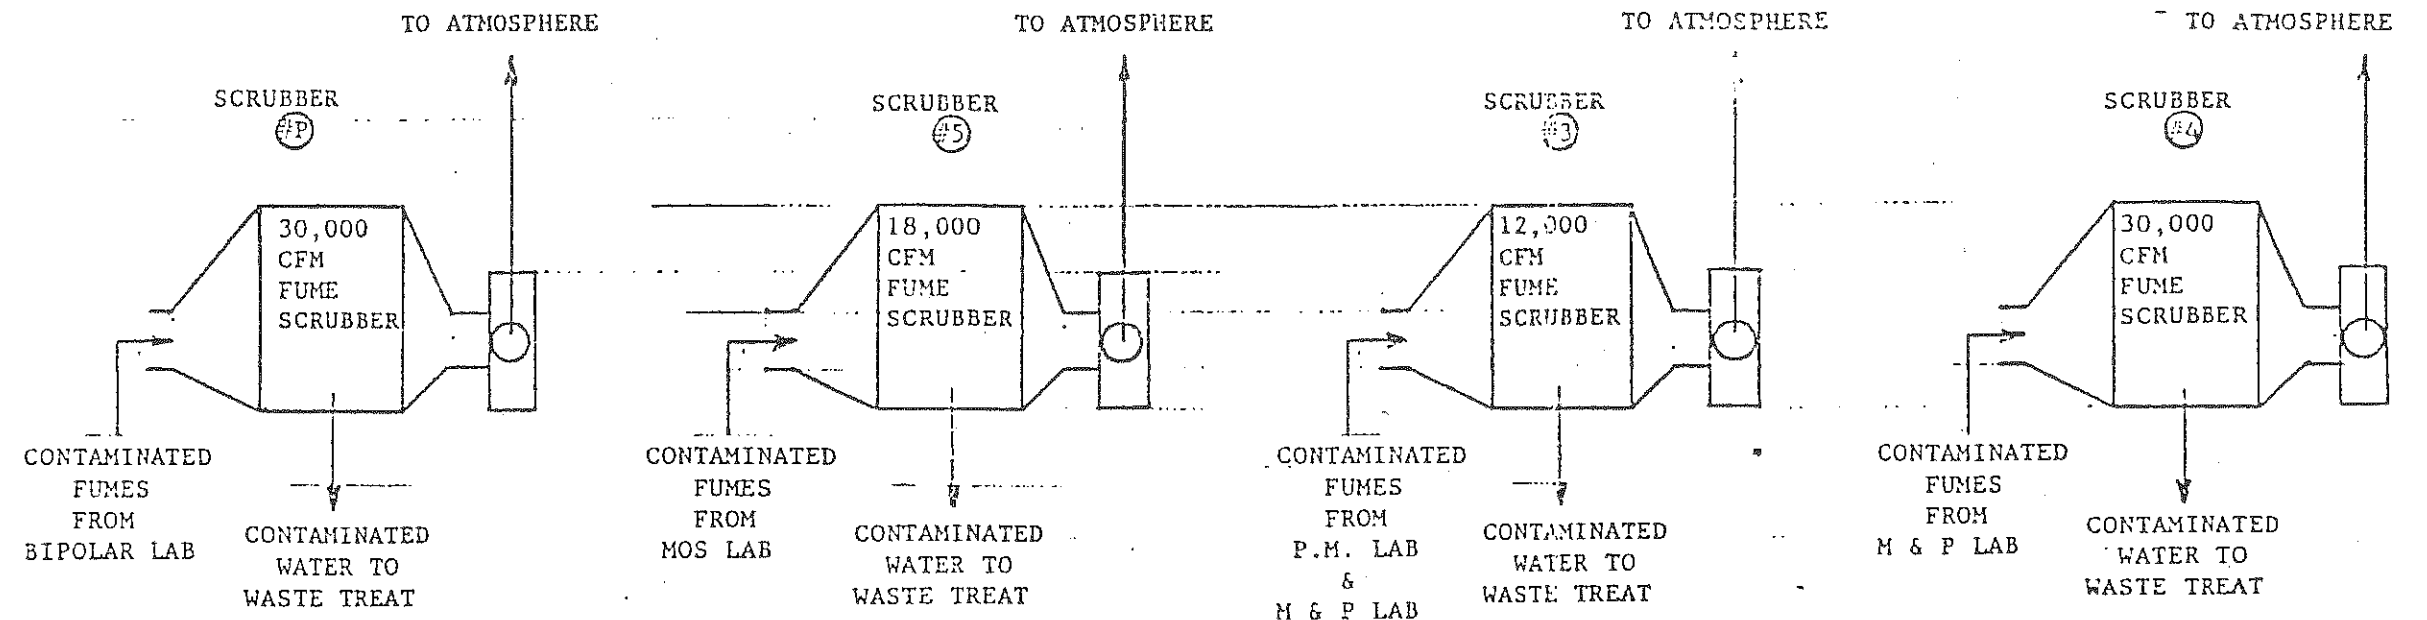 TO ATMOSPHERE
SCRUBBER
#P
30,000
CFM
FUME
SCRUBBER
CONTAMINATED
FUMES
FROM
BIPOLAR LAB
CONTAMINATED
WATER TO
WASTE TREAT
TO ATMOSPHERE
SCRUBBER
#5
18,000
CFM
FUME
SCRUBBER
CONTAMINATED
FUMES
FROM
MOS LAB
CONTAMINATED
WATER TO
WASTE TREAT
TO ATMOSPHERE
SCRUBBER
#3
12,000
CFM
FUME
SCRUBBER
CONTAMINATED
FUMES
FROM
P.M. LAB
&
M & P LAB
CONTAMINATED
WATER TO
WASTE TREAT
TO ATMOSPHERE
SCRUBBER
#4
30,000
CFM
FUME
SCRUBBER
CONTAMINATED
FUMES
FROM
M & P LAB
CONTAMINATED
WATER TO
WASTE TREAT